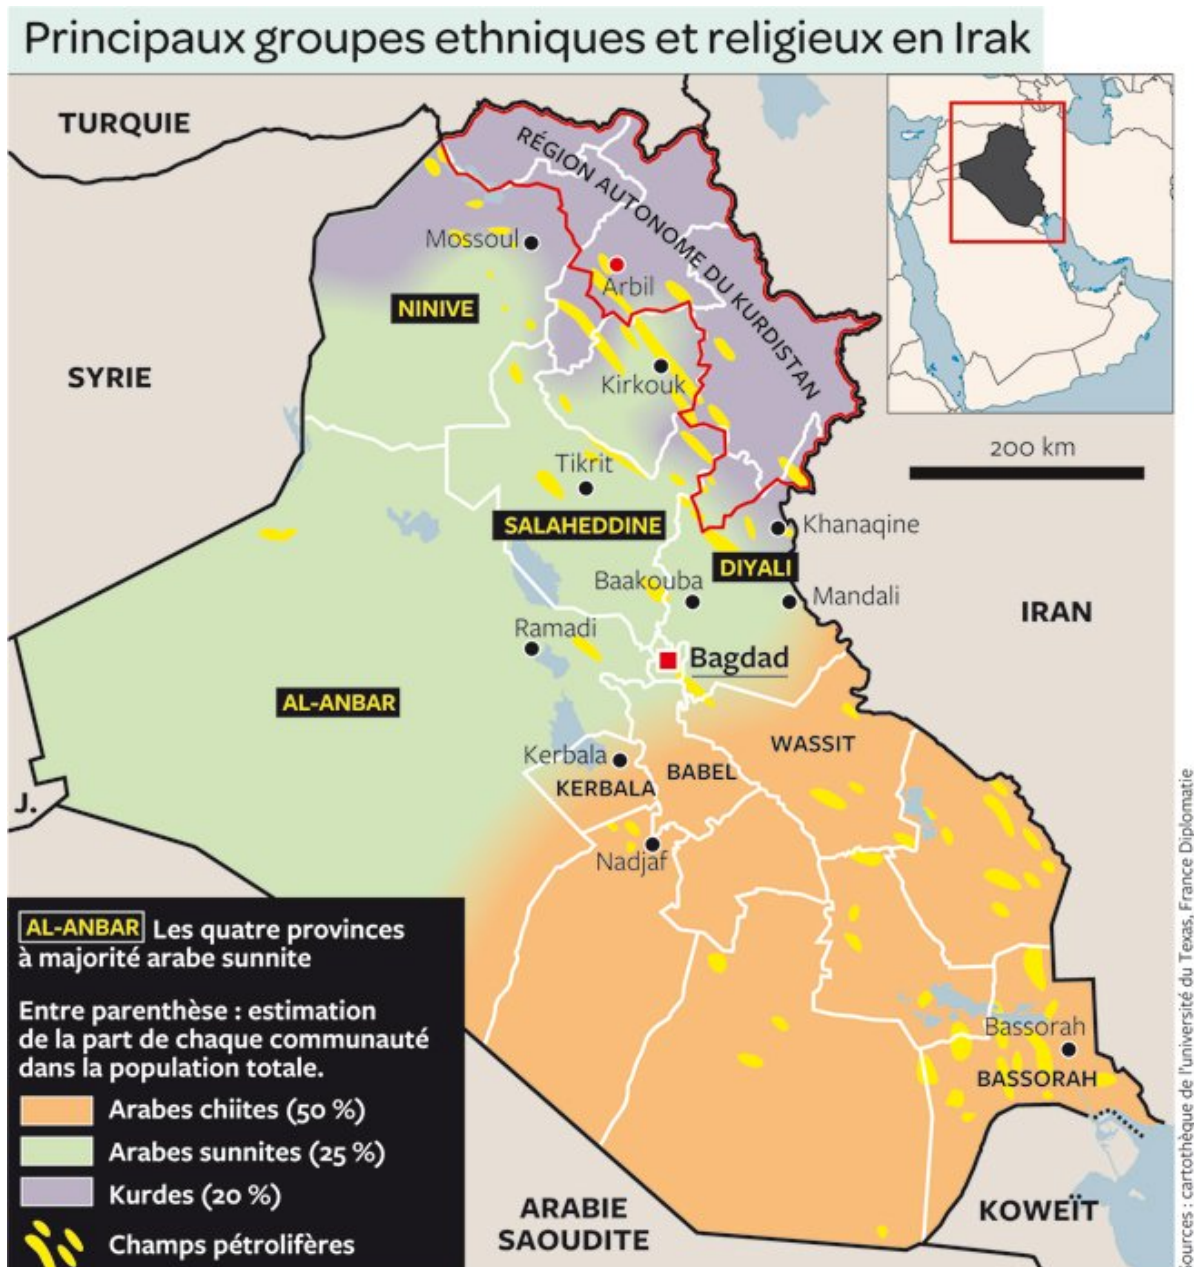 Principaux groupes ethniques et religieux en Irak
TURQUIE
RÉGION AUTONOME DU KURDISTAN
Mossoul
Arbil
NINIVE
SYRIE
Kirkouk
200 km
Tikrit
SALAHEDDINE
Khanaqine
DIYALI
Baakouba
Mandali
IRAN
Ramadi
Bagdad
AL-ANBAR
WASSIT
Kerbala
BABEL
KERBALA
J.
Nadjaf
AL-ANBAR Les quatre provinces
à majorité arabe sunnite
Entre parenthèse : estimation
de la part de chaque communauté
dans la population totale.
Arabes chiites (50 %)
Arabes sunnites (25 %)
Kurdes (20 %)
Champs pétrolifères
Bassorah
BASSORAH
ARABIE
SAOUDITE
KOWEÏT
Sources : cartothèque de l'université du Texas, France Diplomatie